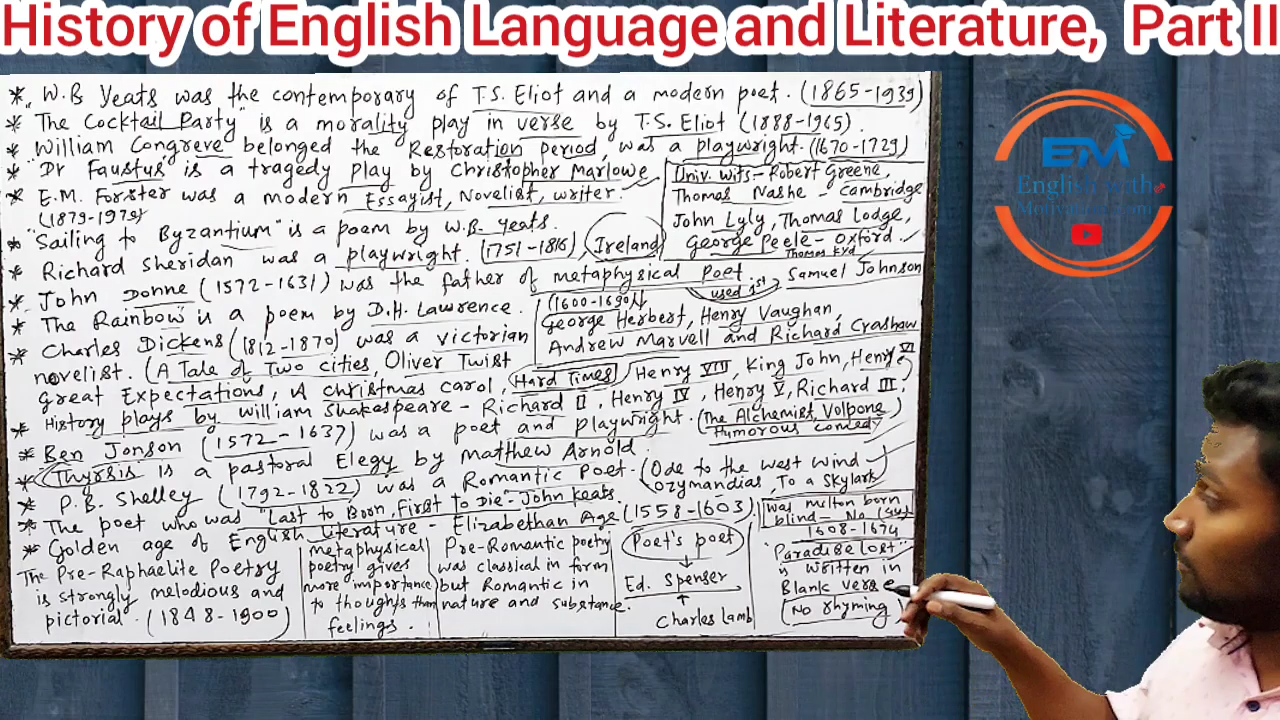 History of English Language and Literature, Part II
* W.B Yeats was the contemporary of T.S. Eliot and a modern poet. (1865-1939)
* "The Cocktail Party" is a morality play in verse by T.S. Eliot (1888-1965).
* William Congreve belonged the Restoration period, was a playwright. (1670-1729)
* "Dr Faustus" is a tragedy play by Christopher Marlowe
* E.M. Forster was a modern Essayist, Novelist, writer.
(1879-1970)
* "Sailing to Byzantium" is a poem by W.B. Yeats.
* Richard Sheridan was a playwright. (1751-1816), Ireland
Univ. wits - Robert Greene,
Thomas Nashe - Cambridge
John Lyly, Thomas Lodge,
George Peele - Oxford.
Thomas Kyd
* John Donne (1572-1631) was the father of metaphysical Poet. used 1st Samuel Johnson
* The Rainbow is a poem by D.H. Lawrence.
(1600-1690)
George Herbert, Henry Vaughan,
Andrew Marvell and Richard Crashaw
* Charles Dickens (1812-1870) was a victorian
novelist. (A Tale of Two cities, Oliver Twist
great Expectations, A christmas carol, Hard Times)
* History plays by william Shakespeare - Richard II, Henry IV, Henry V, Richard III,
Henry VIII, King John, Henry VI
* Ben Jonson (1572-1637) was a poet and playwright. (The Alchemist, Volpone)
Humorous comedy
* "Thyrsis" is a pastoral Elegy by Matthew Arnold.
* P.B. Shelley (1792-1822) was a Romantic Poet. (Ode to the west wind
Ozymandias, To a Skylark)
* The poet who was "Last to Born, First to Die" - John Keats.
* Golden age of English Literature - Elizabethan Age (1558-1603).
The Pre-Raphaelite Poetry
is strongly melodious and
pictorial. (1848-1900)
metaphysical
poetry gives
more importance
to thoughts than
feelings.
Pre-Romantic poetry
was classical in form
but Romantic in
nature and substance.
Poet's poet
Ed. Spenser
Charles Lamb
was milton born
blind - No
1608-1674
"Paradise lost"
is written in
Blank verse
(No rhyming)
EM
English with